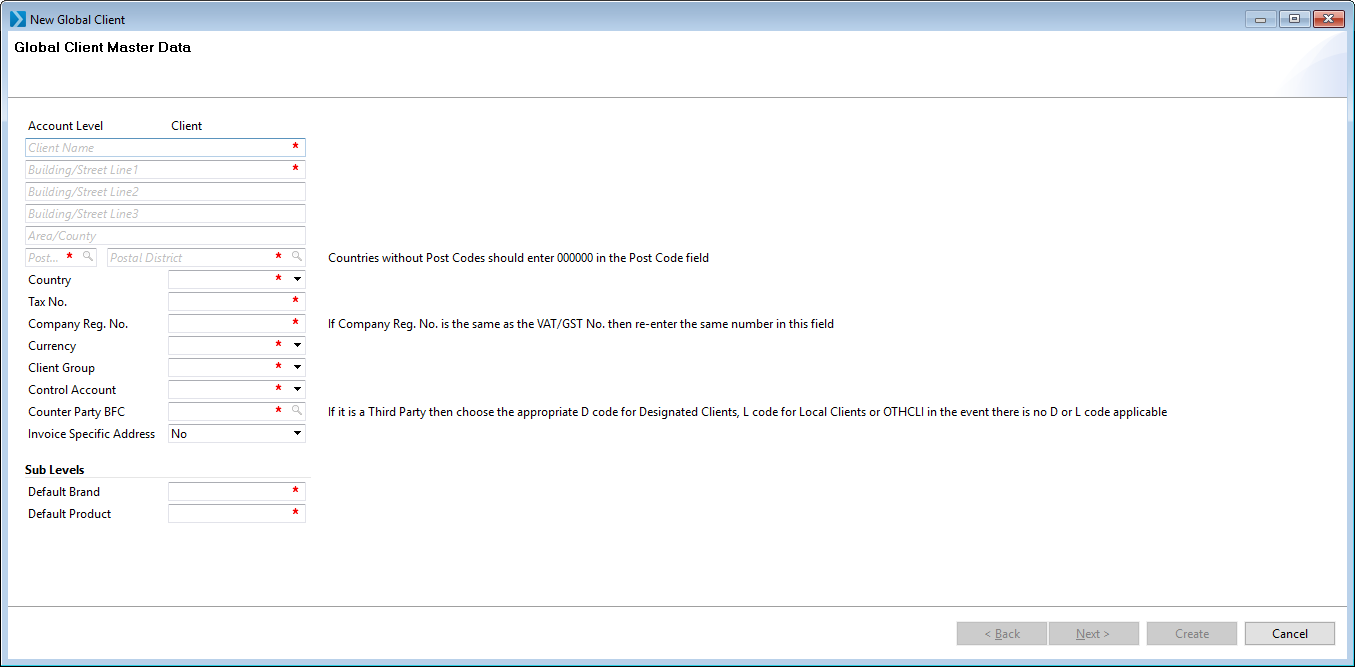 New Global Client
Global Client Master Data
Account Level Client
Client Name *
Building/Street Line1 *
Building/Street Line2
Building/Street Line3
Area/County
Post... * Postal District * Countries without Post Codes should enter 000000 in the Post Code field
Country *
Tax No. *
Company Reg. No. * If Company Reg. No. is the same as the VAT/GST No. then re-enter the same number in this field
Currency *
Client Group *
Control Account *
Counter Party BFC * If it is a Third Party then choose the appropriate D code for Designated Clients, L code for Local Clients or OTHCLI in the event there is no D or L code applicable
Invoice Specific Address No
Sub Levels
Default Brand *
Default Product *
< Back Next > Create Cancel